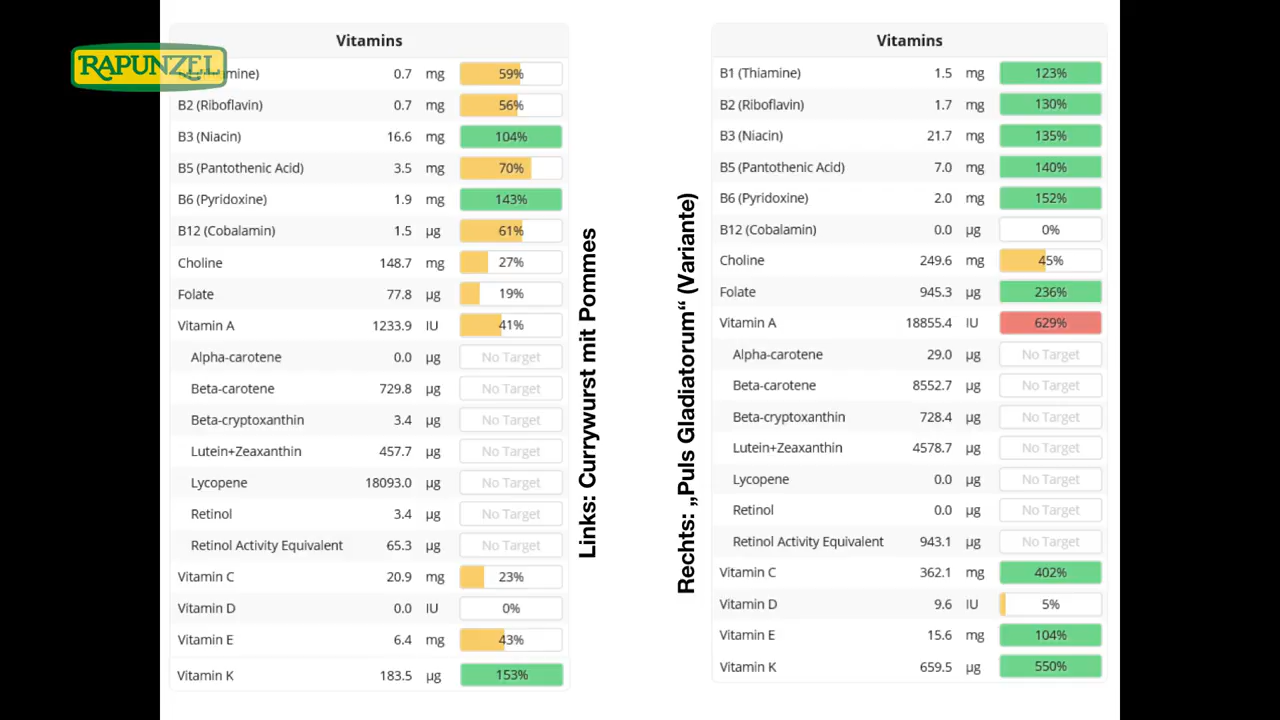 RAPUNZEL
Vitamins
mine) 0.7 mg 59%
B2 (Riboflavin) 0.7 mg 56%
B3 (Niacin) 16.6 mg 104%
B5 (Pantothenic Acid) 3.5 mg 70%
B6 (Pyridoxine) 1.9 mg 143%
B12 (Cobalamin) 1.5 µg 61%
Choline 148.7 mg 27%
Folate 77.8 µg 19%
Vitamin A 1233.9 IU 41%
Alpha-carotene 0.0 µg No Target
Beta-carotene 729.8 µg No Target
Beta-cryptoxanthin 3.4 µg No Target
Lutein+Zeaxanthin 457.7 µg No Target
Lycopene 18093.0 µg No Target
Retinol 3.4 µg No Target
Retinol Activity Equivalent 65.3 µg No Target
Vitamin C 20.9 mg 23%
Vitamin D 0.0 IU 0%
Vitamin E 6.4 mg 43%
Vitamin K 183.5 µg 153%
Links: Currywurst mit Pommes
Rechts: „Puls Gladiatorum“ (Variante)
Vitamins
B1 (Thiamine) 1.5 mg 123%
B2 (Riboflavin) 1.7 mg 130%
B3 (Niacin) 21.7 mg 135%
B5 (Pantothenic Acid) 7.0 mg 140%
B6 (Pyridoxine) 2.0 mg 152%
B12 (Cobalamin) 0.0 µg 0%
Choline 249.6 mg 45%
Folate 945.3 µg 236%
Vitamin A 18855.4 IU 629%
Alpha-carotene 29.0 µg No Target
Beta-carotene 8552.7 µg No Target
Beta-cryptoxanthin 728.4 µg No Target
Lutein+Zeaxanthin 4578.7 µg No Target
Lycopene 0.0 µg No Target
Retinol 0.0 µg No Target
Retinol Activity Equivalent 943.1 µg No Target
Vitamin C 362.1 mg 402%
Vitamin D 9.6 IU 5%
Vitamin E 15.6 mg 104%
Vitamin K 659.5 µg 550%